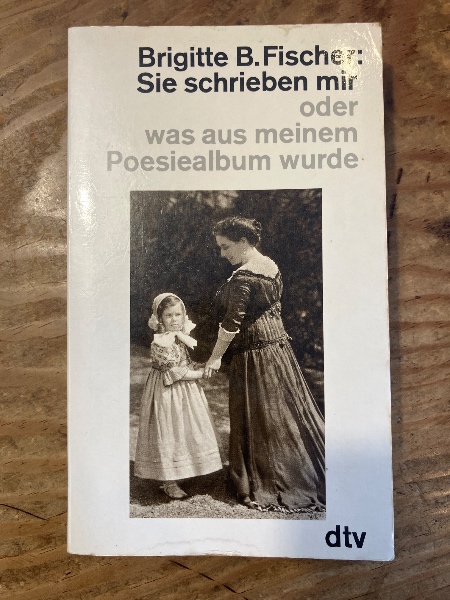 Brigitte B. Fischer:
Sie schrieben mir
oder
was aus meinem
Poesiealbum wurde
dtv